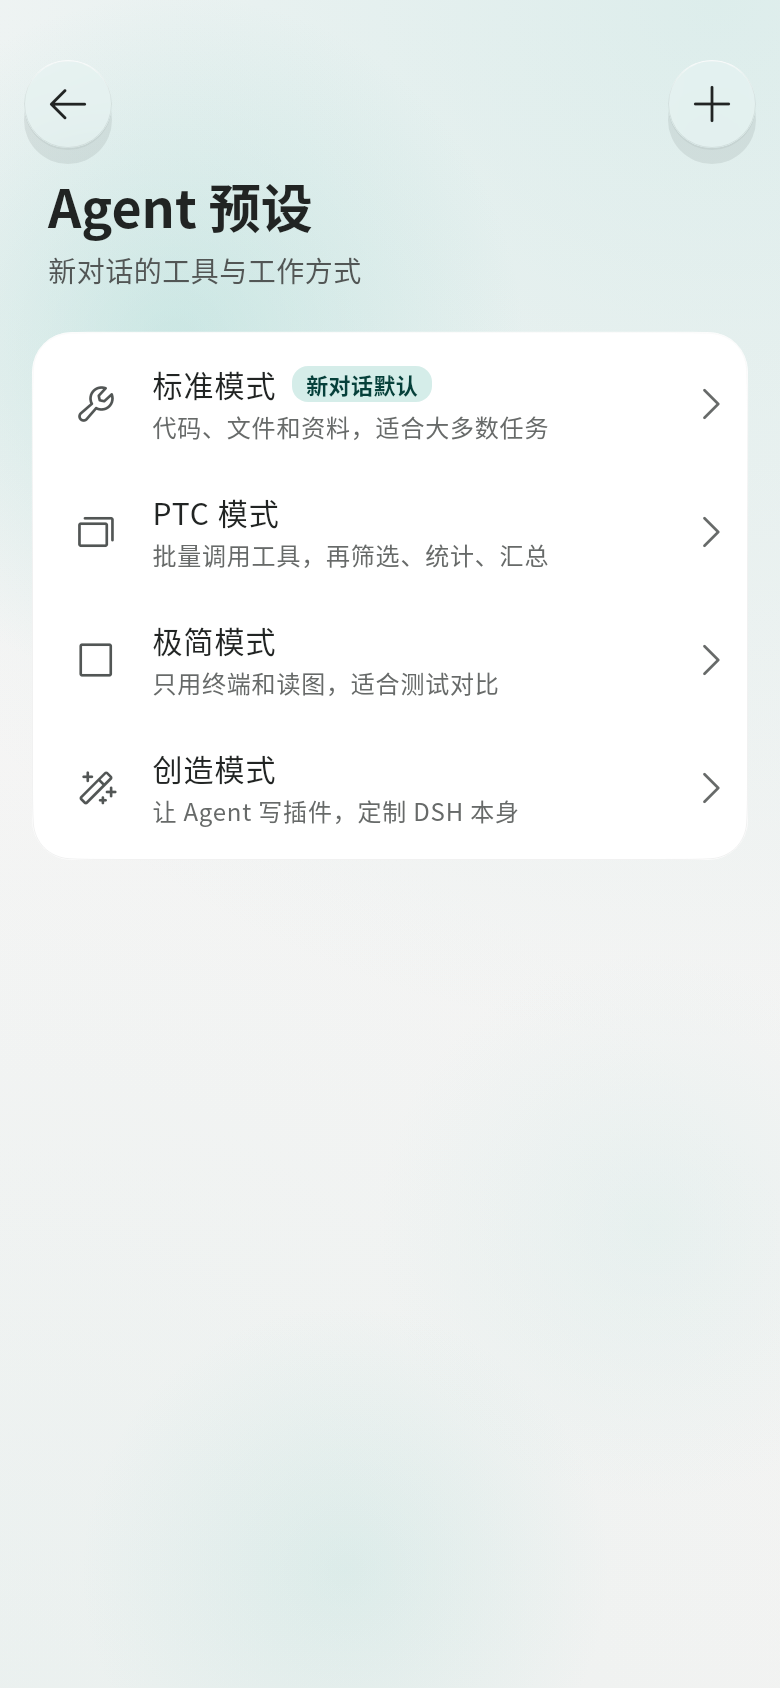 Agent 预设
新对话的工具与工作方式
标准模式 新对话默认
代码、文件和资料，适合大多数任务
PTC 模式
批量调用工具，再筛选、统计、汇总
极简模式
只用终端和读图，适合测试对比
创造模式
让 Agent 写插件，定制 DSH 本身